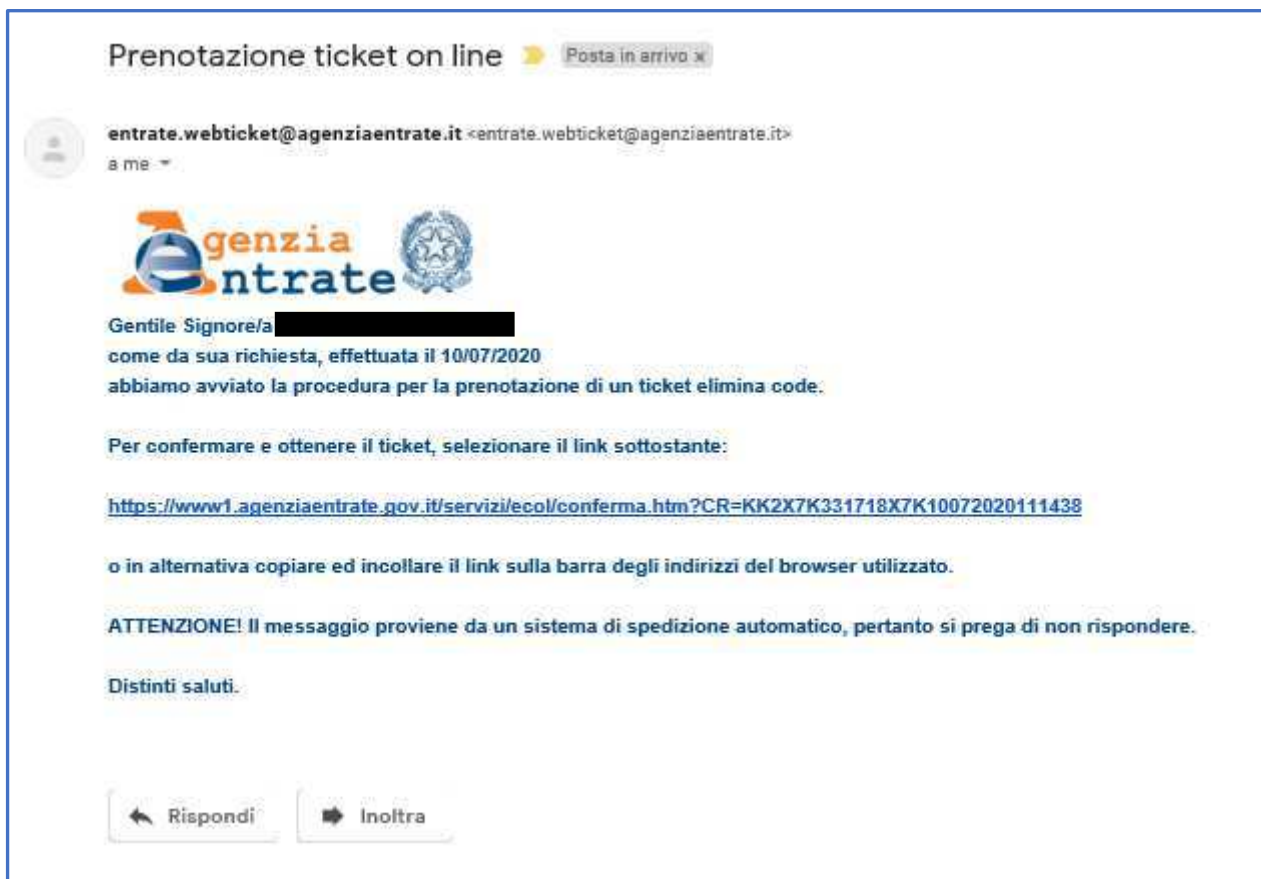 Prenotazione ticket on line Posta in arrivo x
entrate.webticket@agenziaentrate.it <entrate.webticket@agenziaentrate.it>
a me
Agenzia
Entrate
Gentile Signore/a
come da sua richiesta, effettuata il 10/07/2020
abbiamo avviato la procedura per la prenotazione di un ticket elimina code.
Per confermare e ottenere il ticket, selezionare il link sottostante:
https://www1.agenziaentrate.gov.it/servizi/ecol/conferma.htm?CR=KK2X7K331718X7K10072020111438
o in alternativa copiare ed incollare il link sulla barra degli indirizzi del browser utilizzato.
ATTENZIONE! Il messaggio proviene da un sistema di spedizione automatico, pertanto si prega di non rispondere.
Distinti saluti.
Rispondi Inoltra